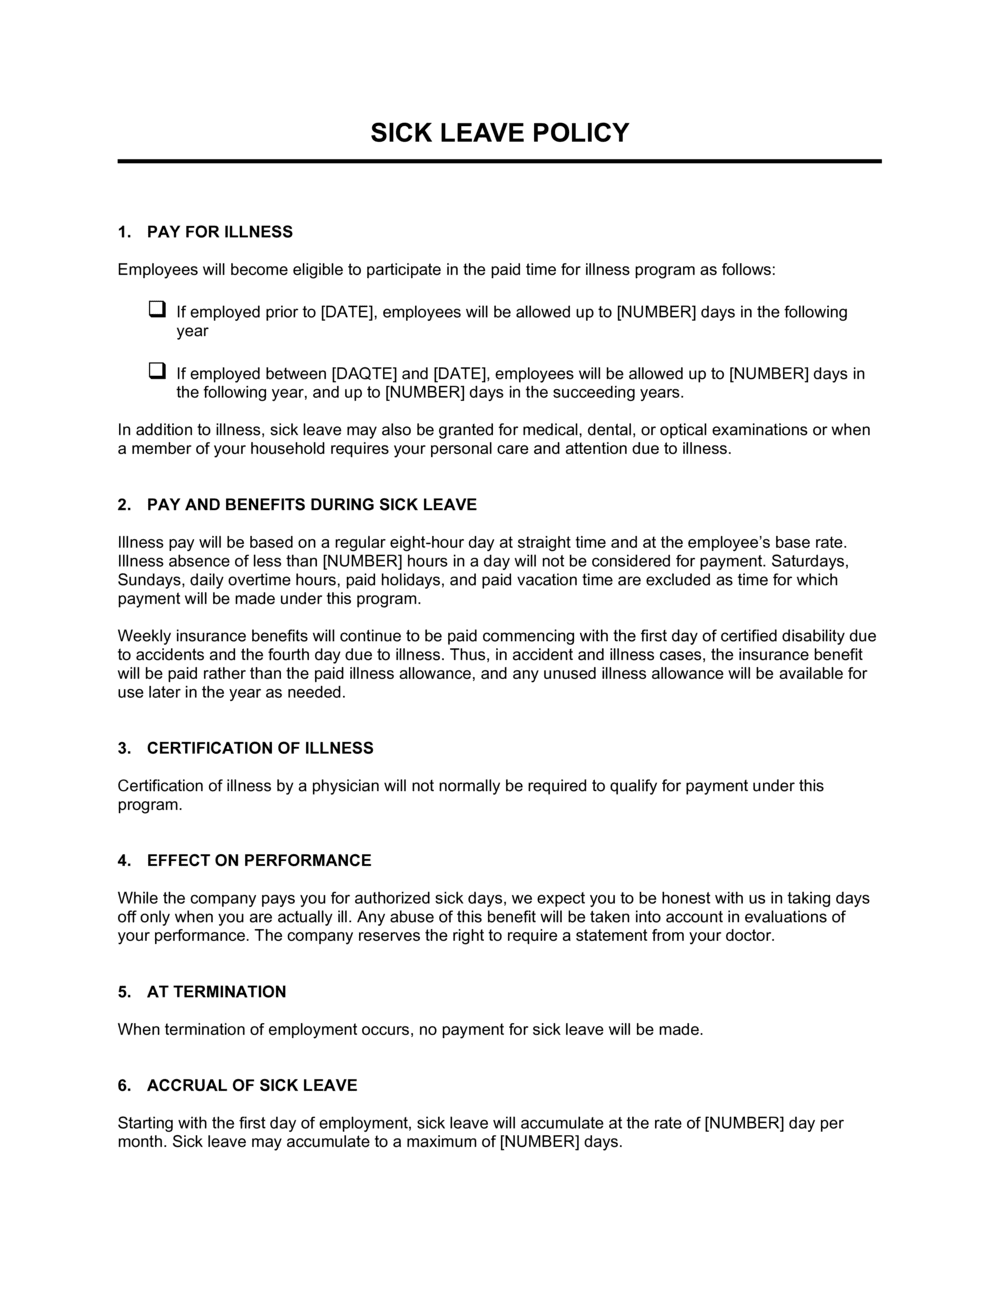 SICK LEAVE POLICY
1. PAY FOR ILLNESS
Employees will become eligible to participate in the paid time for illness program as follows:
❑ If employed prior to [DATE], employees will be allowed up to [NUMBER] days in the following
year
❑ If employed between [DAQTE] and [DATE], employees will be allowed up to [NUMBER] days in
the following year, and up to [NUMBER] days in the succeeding years.
In addition to illness, sick leave may also be granted for medical, dental, or optical examinations or when
a member of your household requires your personal care and attention due to illness.
2. PAY AND BENEFITS DURING SICK LEAVE
Illness pay will be based on a regular eight-hour day at straight time and at the employee’s base rate.
Illness absence of less than [NUMBER] hours in a day will not be considered for payment. Saturdays,
Sundays, daily overtime hours, paid holidays, and paid vacation time are excluded as time for which
payment will be made under this program.
Weekly insurance benefits will continue to be paid commencing with the first day of certified disability due
to accidents and the fourth day due to illness. Thus, in accident and illness cases, the insurance benefit
will be paid rather than the paid illness allowance, and any unused illness allowance will be available for
use later in the year as needed.
3. CERTIFICATION OF ILLNESS
Certification of illness by a physician will not normally be required to qualify for payment under this
program.
4. EFFECT ON PERFORMANCE
While the company pays you for authorized sick days, we expect you to be honest with us in taking days
off only when you are actually ill. Any abuse of this benefit will be taken into account in evaluations of
your performance. The company reserves the right to require a statement from your doctor.
5. AT TERMINATION
When termination of employment occurs, no payment for sick leave will be made.
6. ACCRUAL OF SICK LEAVE
Starting with the first day of employment, sick leave will accumulate at the rate of [NUMBER] day per
month. Sick leave may accumulate to a maximum of [NUMBER] days.